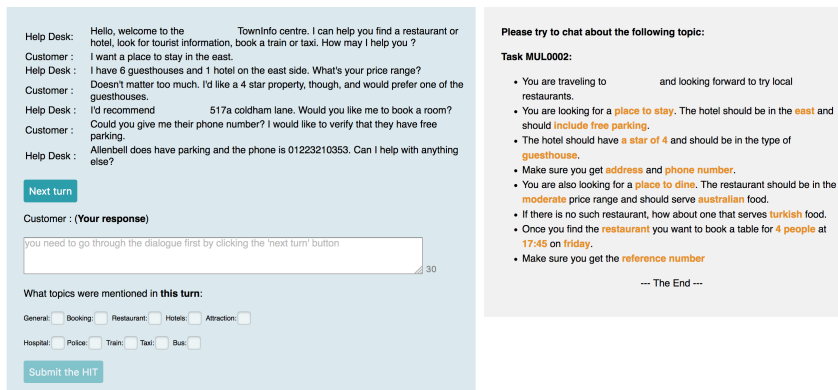 Help Desk: Hello, welcome to the TownInfo centre. I can help you find a restaurant or
hotel, look for tourist information, book a train or taxi. How may I help you ?
Customer : I want a place to stay in the east.
Help Desk : I have 6 guesthouses and 1 hotel on the east side. What's your price range?
Customer : Doesn't matter too much. I'd like a 4 star property, though, and would prefer one of the
guesthouses.
Help Desk : I'd recommend 517a coldham lane. Would you like me to book a room?
Customer : Could you give me their phone number? I would like to verify that they have free
parking.
Help Desk : Allenbell does have parking and the phone is 01223210353. Can I help with anything
else?
Next turn
Customer : (Your response)
you need to go through the dialogue first by clicking the 'next turn' button
30
What topics were mentioned in this turn:
General: Booking: Restaurant: Hotels: Attraction:
Hospital: Police: Train: Taxi: Bus:
Submit the HIT
Please try to chat about the following topic:
Task MUL0002:
• You are traveling to and looking forward to try local
restaurants.
• You are looking for a place to stay. The hotel should be in the east and
should include free parking.
• The hotel should have a star of 4 and should be in the type of
guesthouse.
• Make sure you get address and phone number.
• You are also looking for a place to dine. The restaurant should be in the
moderate price range and should serve australian food.
• If there is no such restaurant, how about one that serves turkish food.
• Once you find the restaurant you want to book a table for 4 people at
17:45 on friday.
• Make sure you get the reference number
--- The End ---